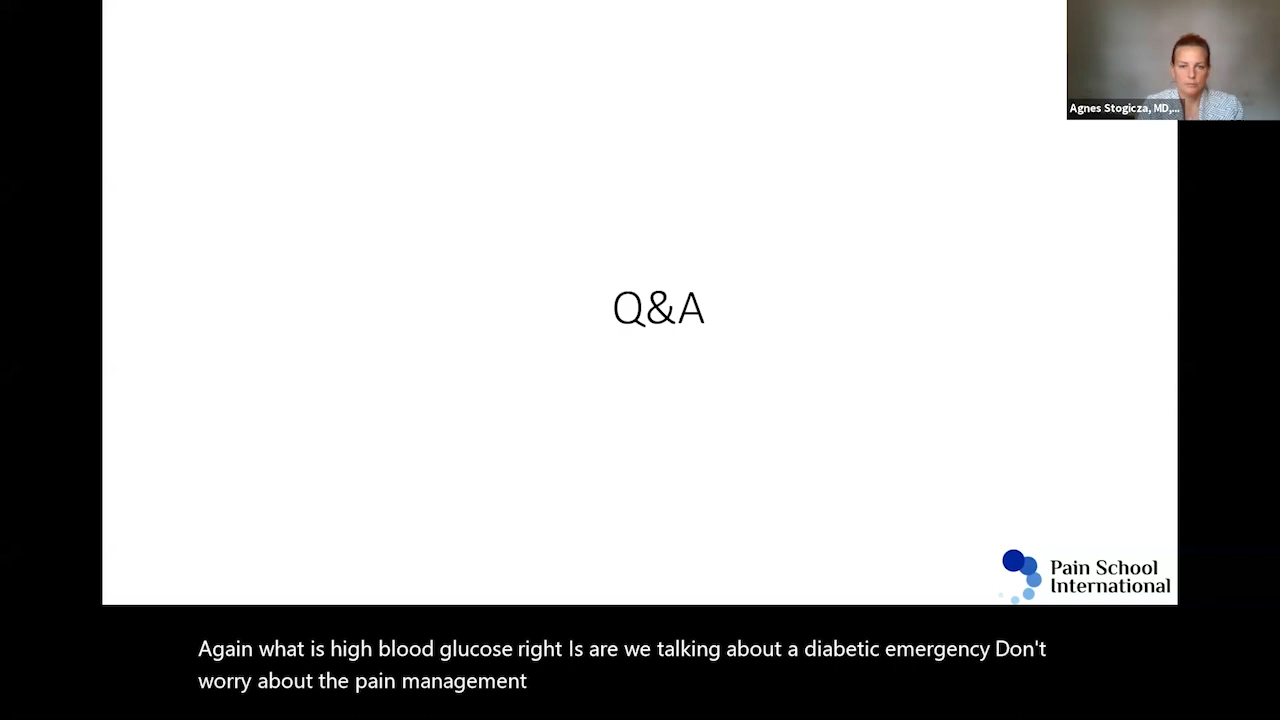 Agnes Stogicza, MD,...
Q&A
Pain School
International
Again what is high blood glucose right Is are we talking about a diabetic emergency Don't
worry about the pain management